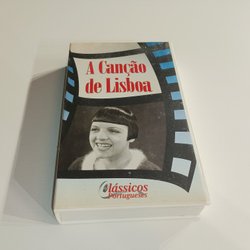 A Canção
de Lisboa
Clássicos
Portugueses